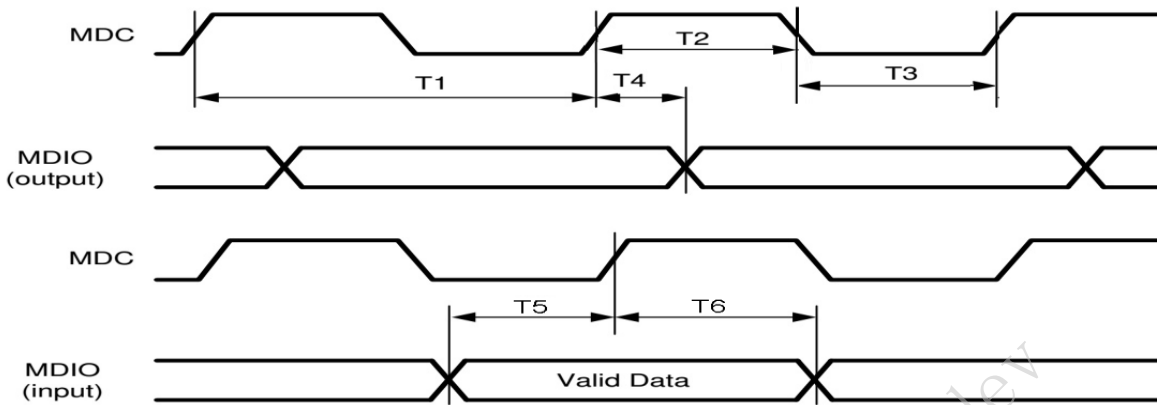 MDC
T2
T3
T1
T4
MDIO
(output)
MDC
T5
T6
MDIO
(input)
Valid Data